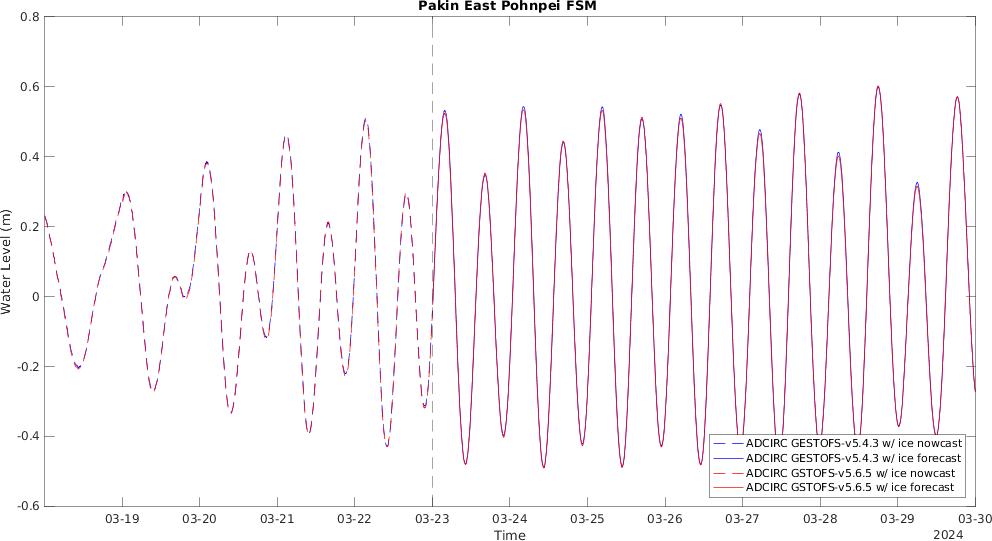 Pakin East Pohnpei FSM
0.8
0.6
0.4
0.2
0
-0.2
-0.4
-0.6
Water Level (m)
ADCIRC GESTOFS-v5.4.3 w/ ice nowcast
ADCIRC GESTOFS-v5.4.3 w/ ice forecast
ADCIRC GSTOFS-v5.6.5 w/ ice nowcast
ADCIRC GSTOFS-v5.6.5 w/ ice forecast
03-19 03-20 03-21 03-22 03-23 03-24 03-25 03-26 03-27 03-28 03-29 03-30
Time
2024